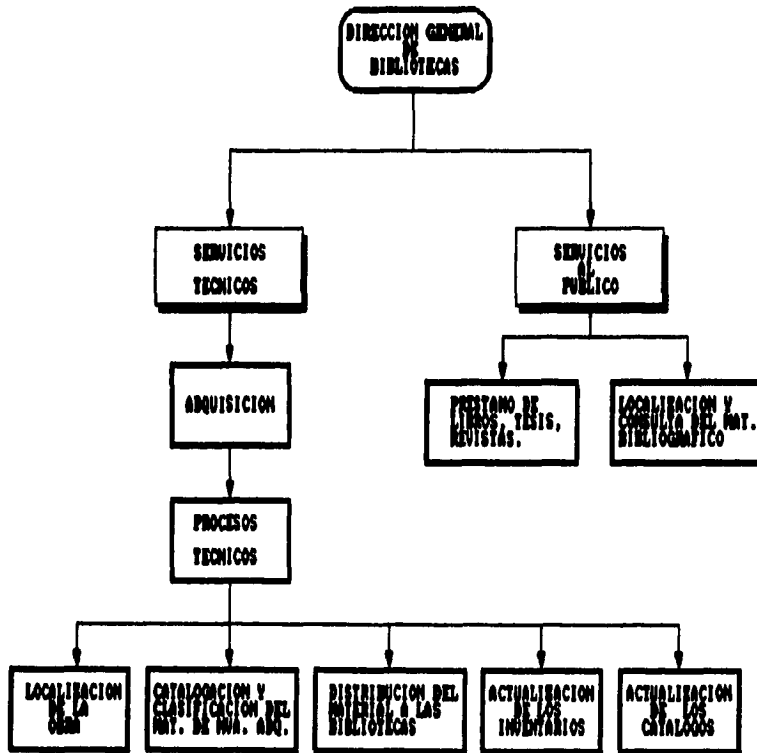 DIRECCION GENERAL
DE
BIBLIOTECAS
SERVICIOS
TECNICOS
SERVICIOS
AL
PUBLICO
ADQUISICION
PRESTAMO DE
LIBROS, TESIS,
REVISTAS.
LOCALIZACION Y
CONSULTA DEL MAT.
BIBLIOGRAFICO
PROCESOS
TECNICOS
LOCALIZACION
DE LA
OBRA
CATALOGACION Y
CLASIFICACION DEL
MAT. DE NVA. ADQ.
DISTRIBUCION DEL
MATERIAL A LAS
BIBLIOTECAS
ACTUALIZACION
DE LOS
INVENTARIOS
ACTUALIZACION
DE LOS
CATALOGOS